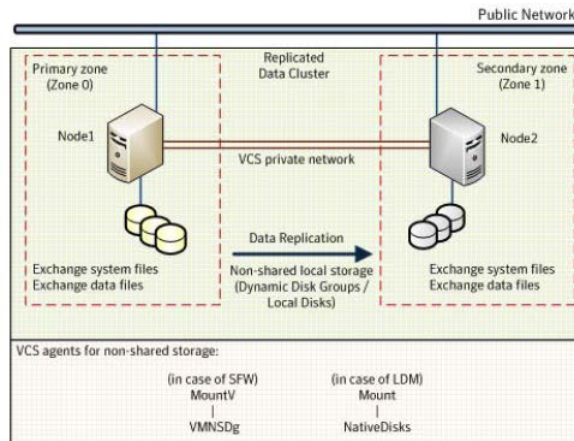 Public Network
Replicated
Data Cluster
Primary zone
(Zone 0)
Secondary zone
(Zone 1)
Node1
Node2
VCS private network
Data Replication
Non-shared local storage
(Dynamic Disk Groups /
Local Disks)
Exchange system files
Exchange data files
Exchange system files
Exchange data files
VCS agents for non-shared storage:
(in case of SFW)
MountV
|
VMNSDg
(in case of LDM)
Mount
|
NativeDisks